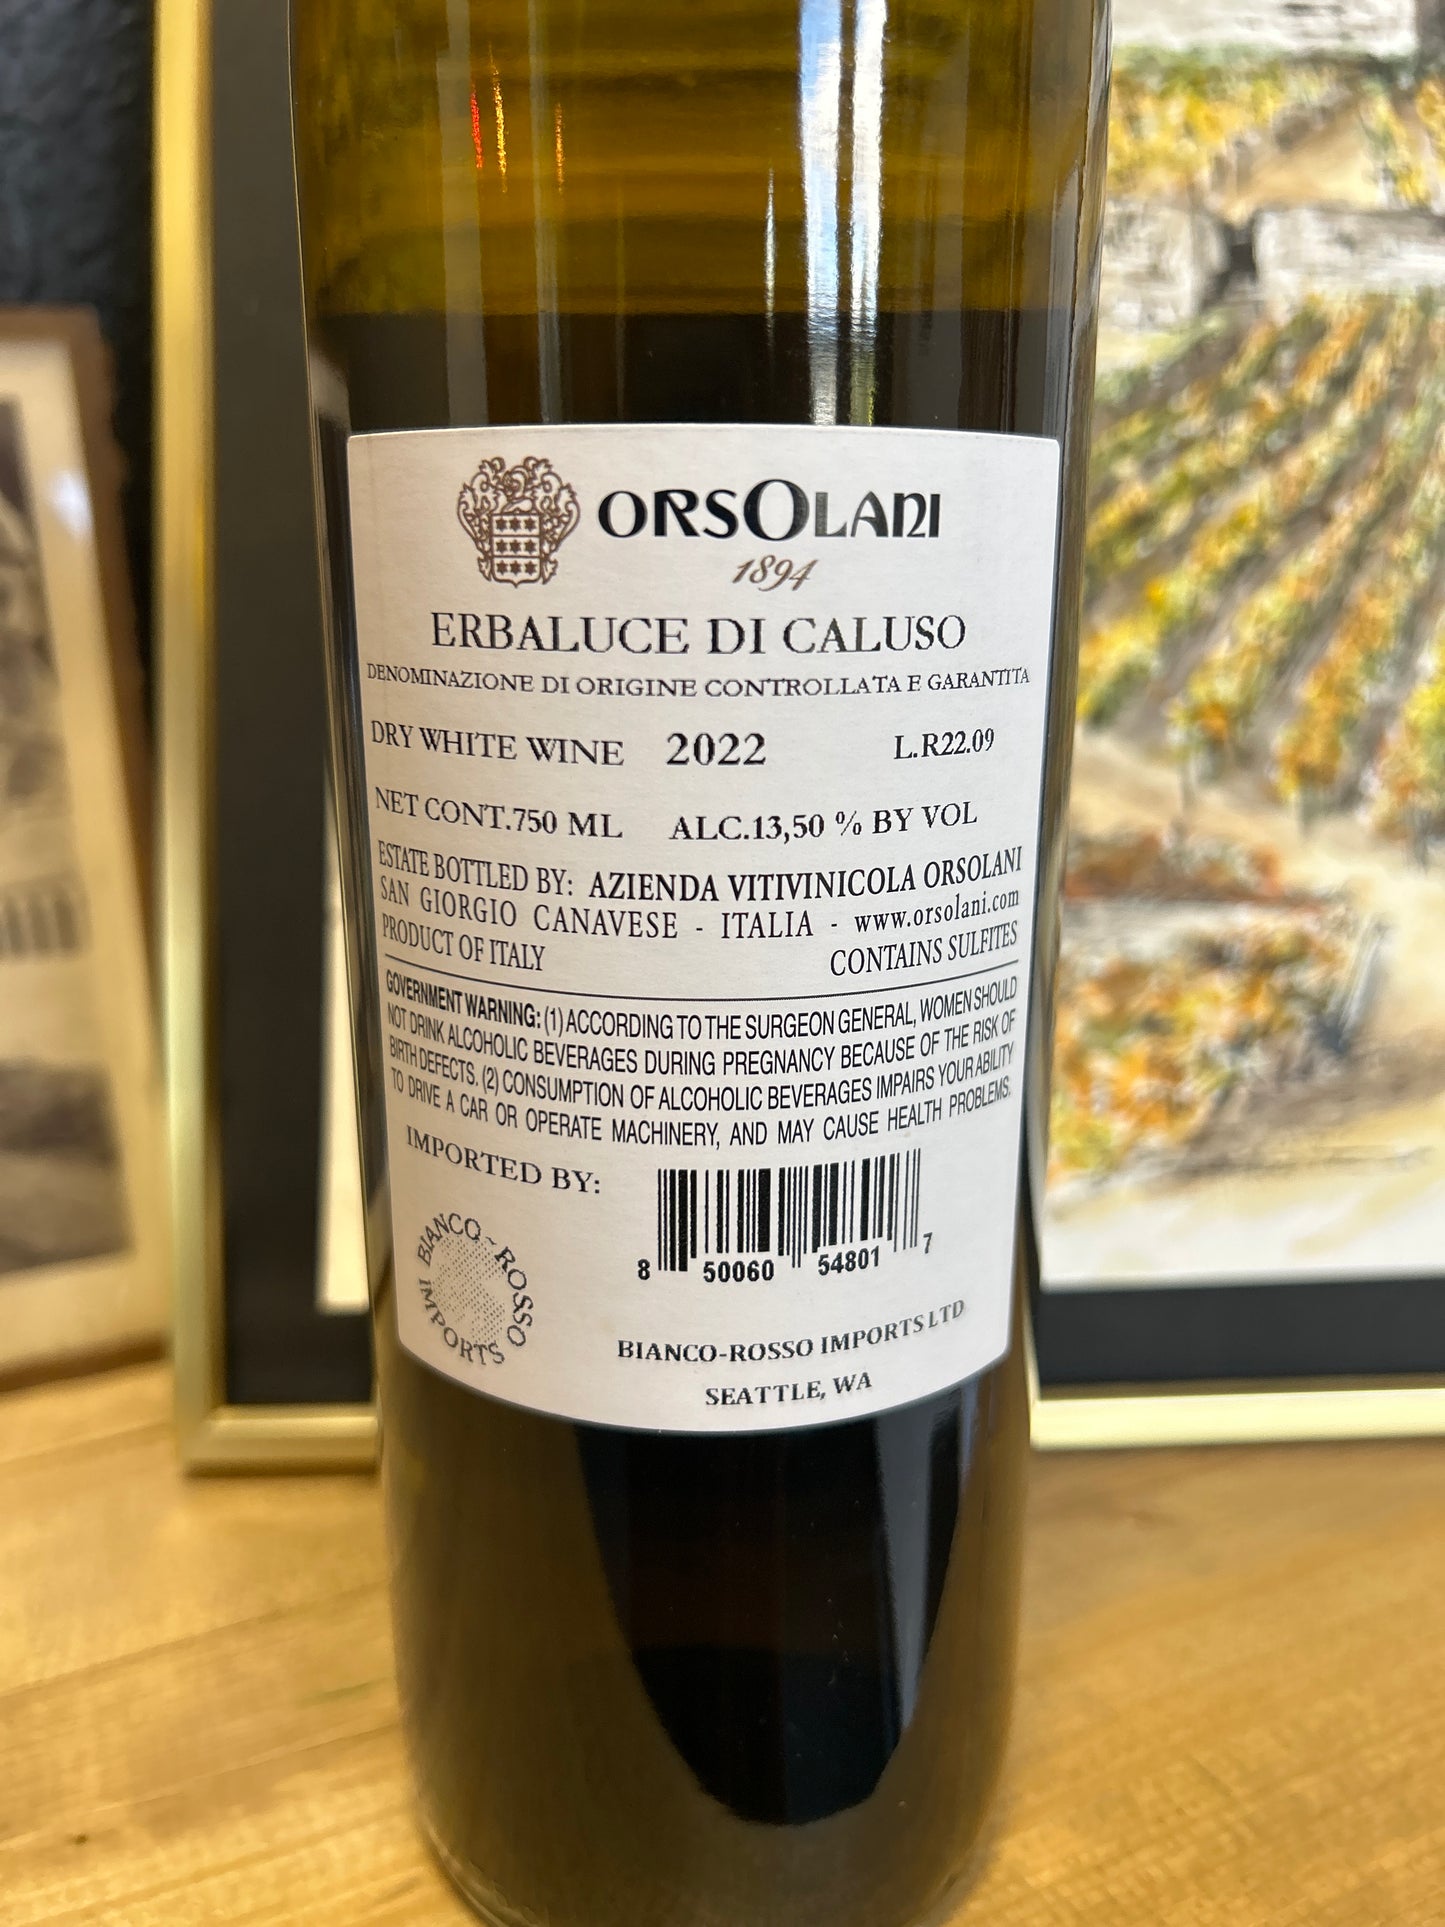 ORSOLANI
1894
ERBALUCE DI CALUSO
DENOMINAZIONE DI ORIGINE CONTROLLATA E GARANTITA
DRY WHITE WINE 2022 L.R22.09
NET CONT.750 ML ALC.13,50 % BY VOL
ESTATE BOTTLED BY: AZIENDA VITIVINICOLA ORSOLANI
SAN GIORGIO CANAVESE - ITALIA - www.orsolani.com
PRODUCT OF ITALY CONTAINS SULFITES
GOVERNMENT WARNING: (1) ACCORDING TO THE SURGEON GENERAL, WOMEN SHOULD
NOT DRINK ALCOHOLIC BEVERAGES DURING PREGNANCY BECAUSE OF THE RISK OF
BIRTH DEFECTS. (2) CONSUMPTION OF ALCOHOLIC BEVERAGES IMPAIRS YOUR ABILITY
TO DRIVE A CAR OR OPERATE MACHINERY, AND MAY CAUSE HEALTH PROBLEMS.
IMPORTED BY:
BIANCO-ROSSO
IMPORTS
8 50060 54801 7
BIANCO-ROSSO IMPORTS LTD
SEATTLE, WA